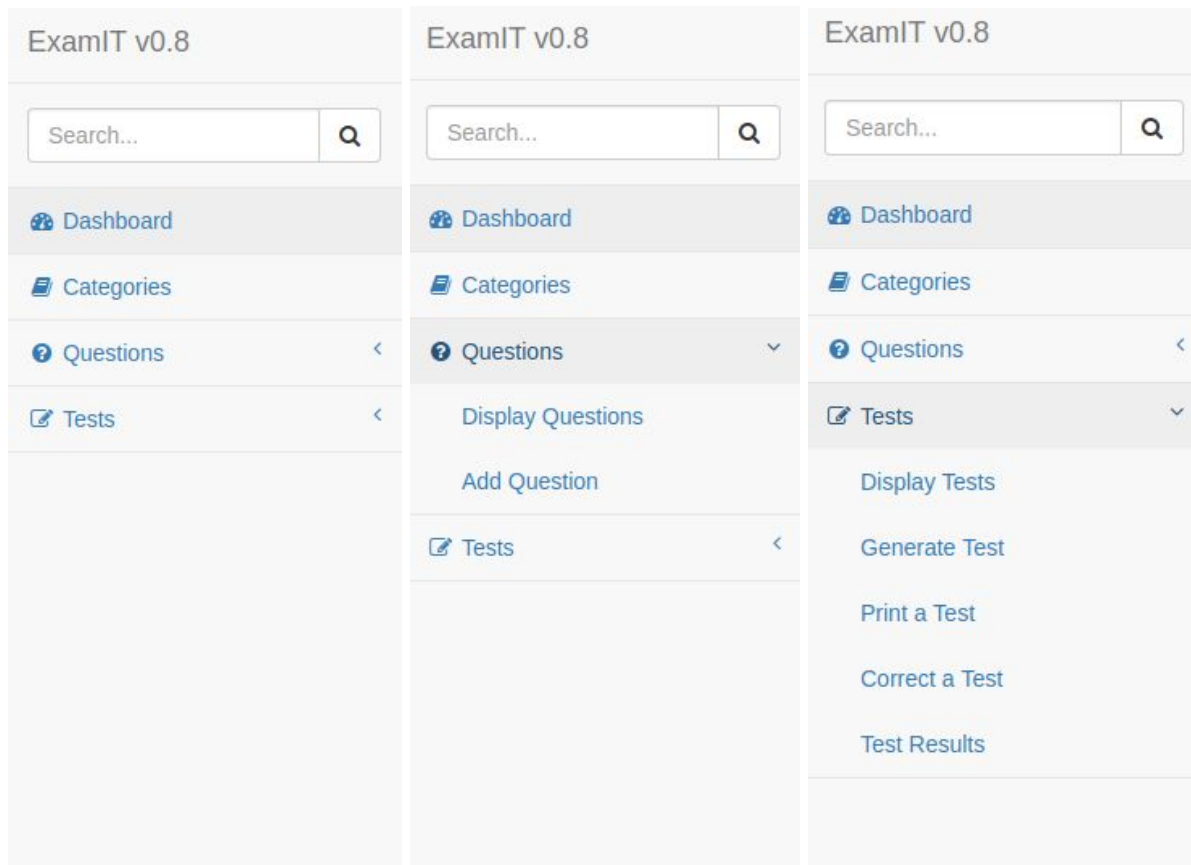 ExamIT v0.8
Search...
Dashboard
Categories
Questions
Tests
ExamIT v0.8
Search...
Dashboard
Categories
Questions
Display Questions
Add Question
Tests
ExamIT v0.8
Search...
Dashboard
Categories
Questions
Tests
Display Tests
Generate Test
Print a Test
Correct a Test
Test Results